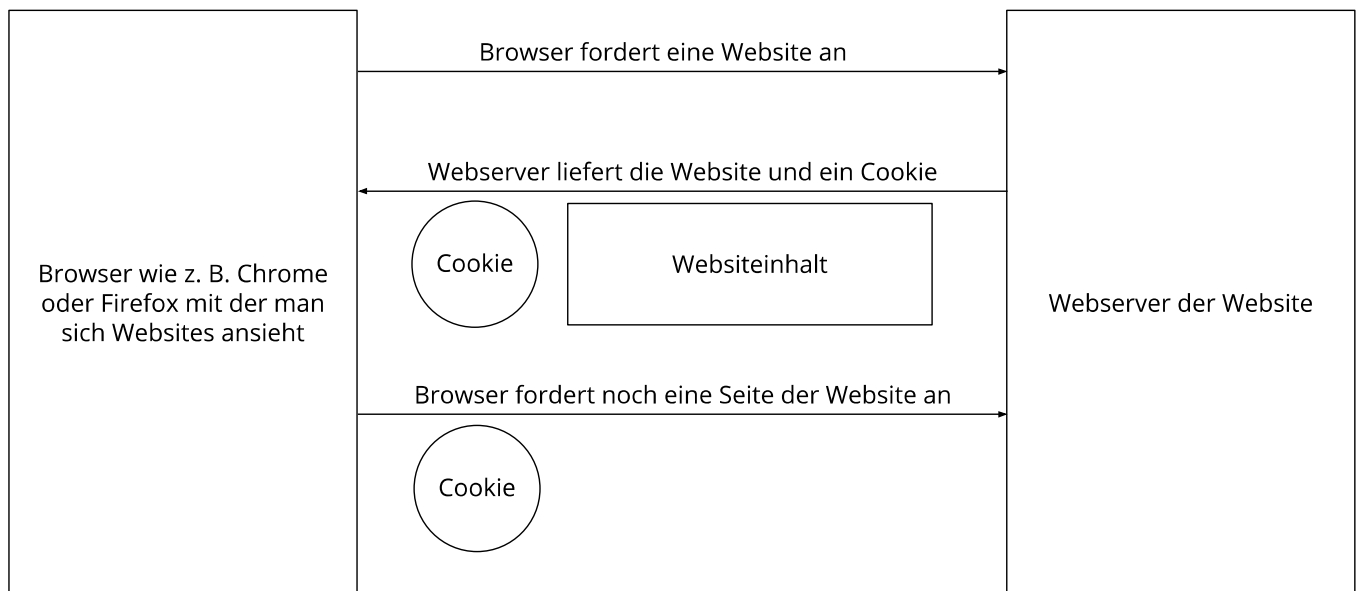 Browser fordert eine Website an
Webserver liefert die Website und ein Cookie
Cookie
Websiteinhalt
Browser wie z. B. Chrome
oder Firefox mit der man
sich Websites ansieht
Webserver der Website
Browser fordert noch eine Seite der Website an
Cookie